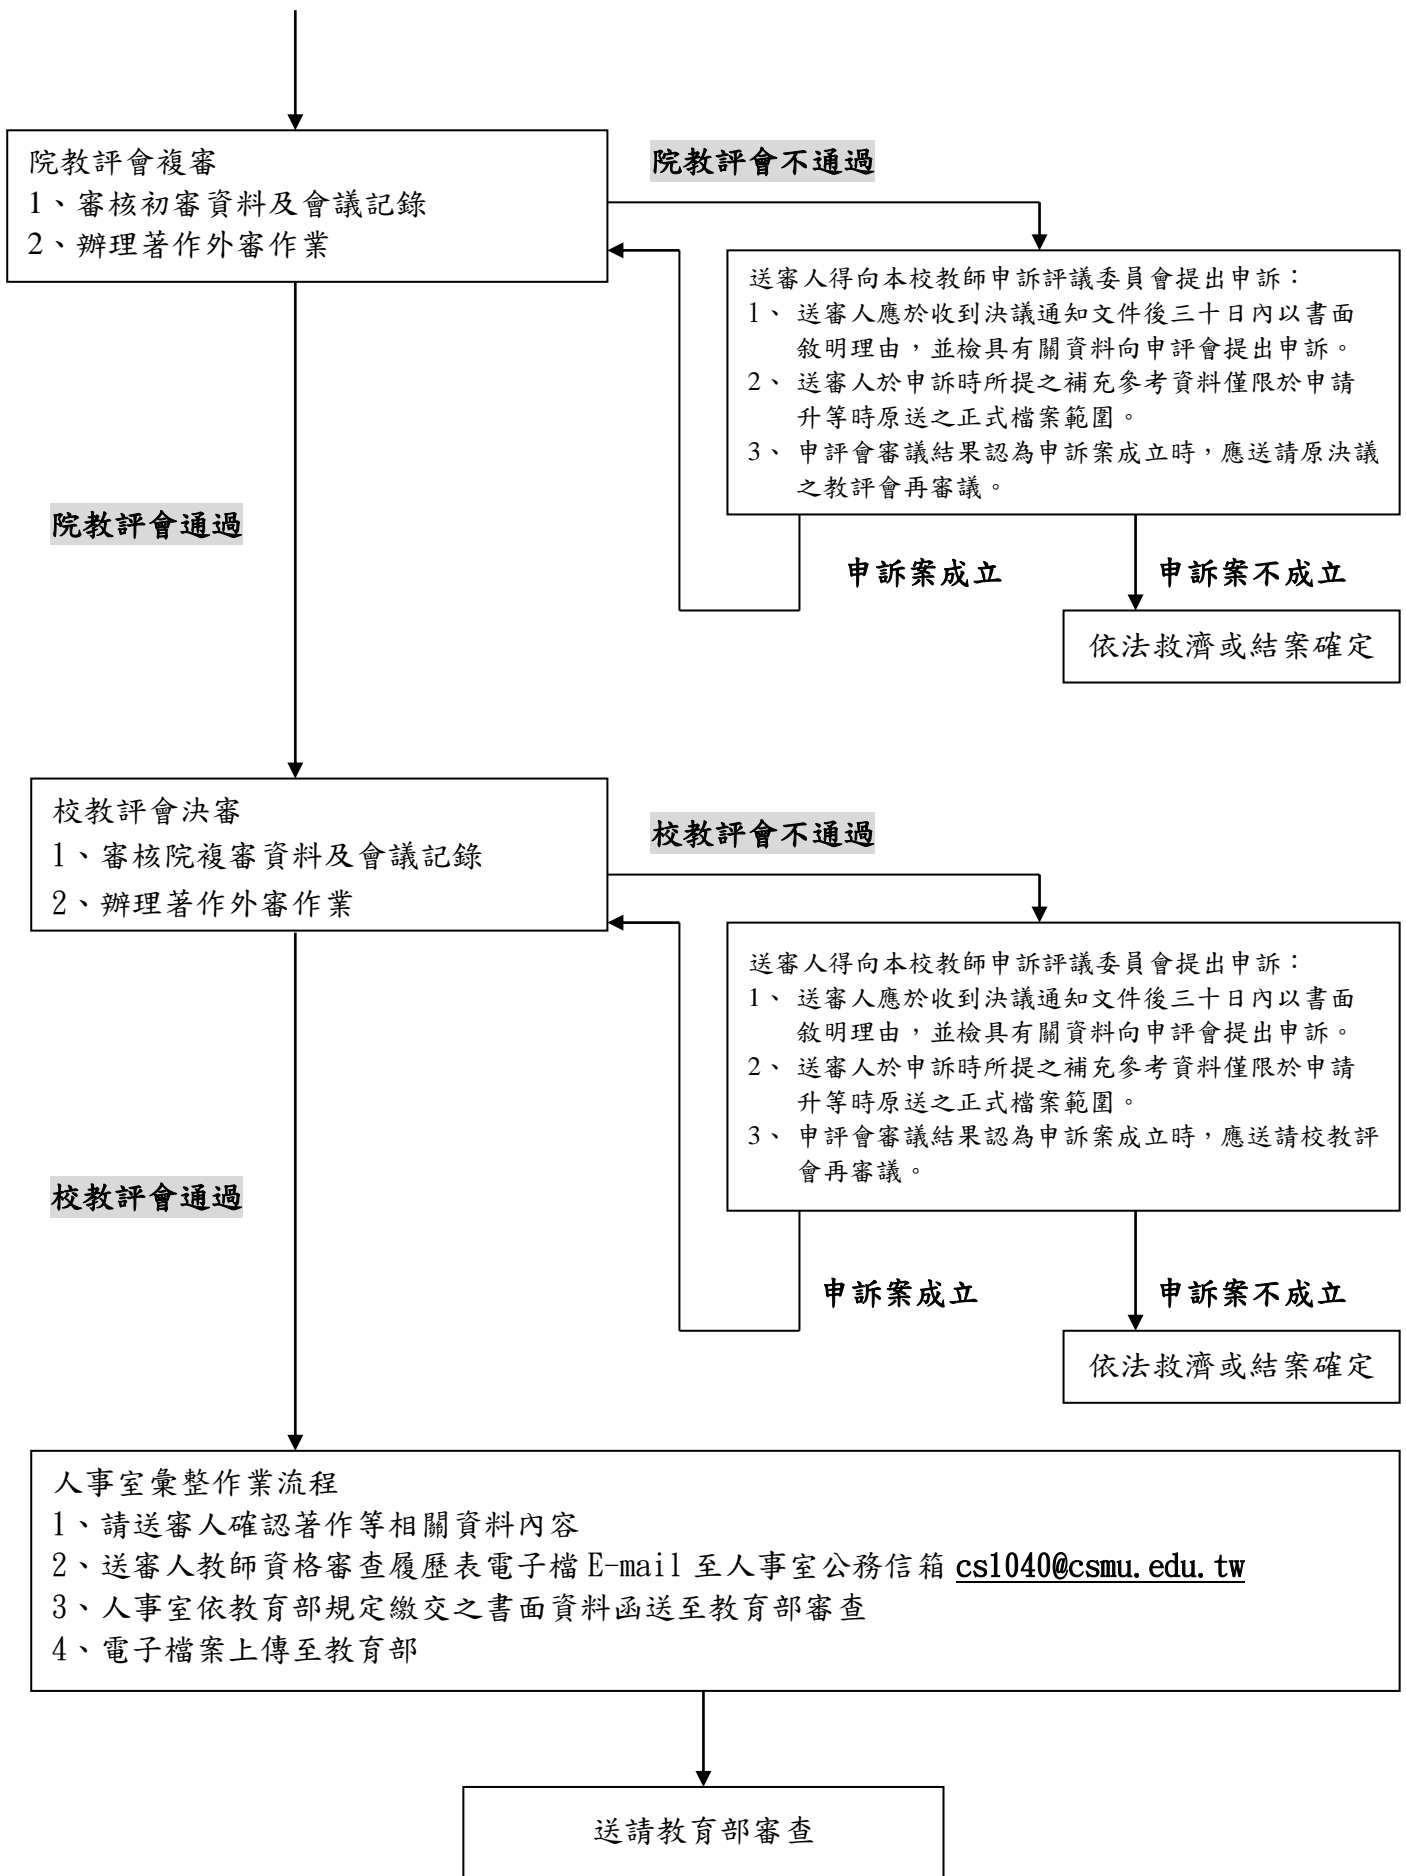 院教評會複審
1、審核初審資料及會議記錄
2、辦理著作外審作業
院教評會不通過
送審人得向本校教師申訴評議委員會提出申訴：
1、 送審人應於收到決議通知文件後三十日內以書面
敘明理由，並檢具有關資料向申評會提出申訴。
2、 送審人於申訴時所提之補充參考資料僅限於申請
升等時原送之正式檔案範圍。
3、 申評會審議結果認為申訴案成立時，應送請原決議
之教評會再審議。
院教評會通過
申訴案成立
申訴案不成立
依法救濟或結案確定
校教評會決審
1、審核院複審資料及會議記錄
2、辦理著作外審作業
校教評會不通過
送審人得向本校教師申訴評議委員會提出申訴：
1、 送審人應於收到決議通知文件後三十日內以書面
敘明理由，並檢具有關資料向申評會提出申訴。
2、 送審人於申訴時所提之補充參考資料僅限於申請
升等時原送之正式檔案範圍。
3、 申評會審議結果認為申訴案成立時，應送請校教評
會再審議。
校教評會通過
申訴案成立
申訴案不成立
依法救濟或結案確定
人事室彙整作業流程
1、請送審人確認著作等相關資料內容
2、送審人教師資格審查履歷表電子檔 E-mail 至人事室公務信箱 cs1040@csmu.edu.tw
3、人事室依教育部規定繳交之書面資料函送至教育部審查
4、電子檔案上傳至教育部
送請教育部審查